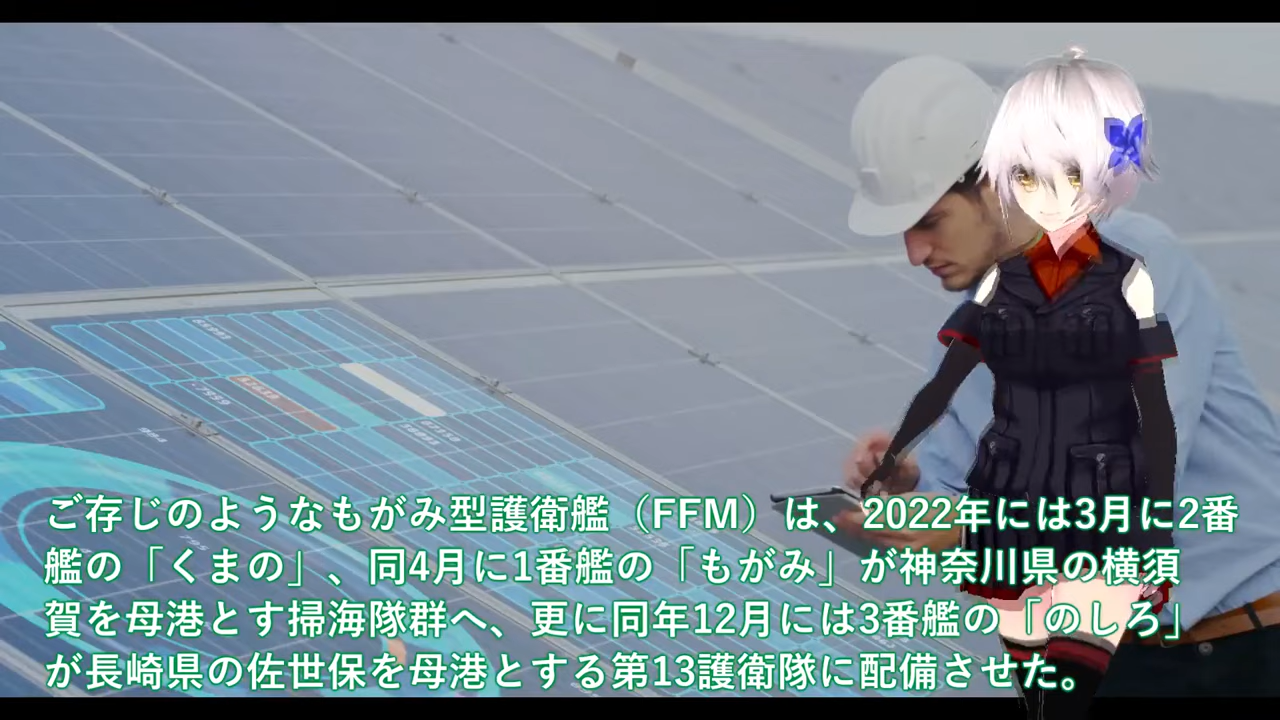 ご存じのようなもがみ型護衛艦（FFM）は、2022年には3月に2番
艦の「くまの」、同4月に1番艦の「もがみ」が神奈川県の横須
賀を母港とす掃海隊群へ、更に同年12月には3番艦の「のしろ」
が長崎県の佐世保を母港とする第13護衛隊に配備させた。